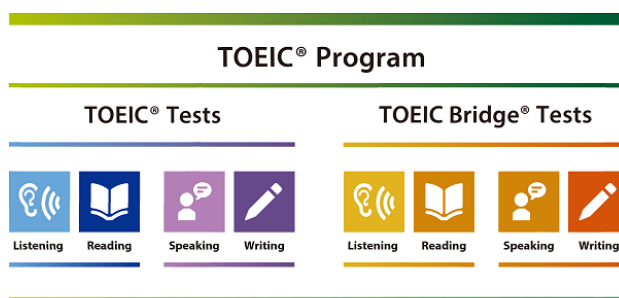 TOEIC® Program
TOEIC® Tests
TOEIC Bridge® Tests
Listening
Reading
Speaking
Writing
Listening
Reading
Speaking
Writing